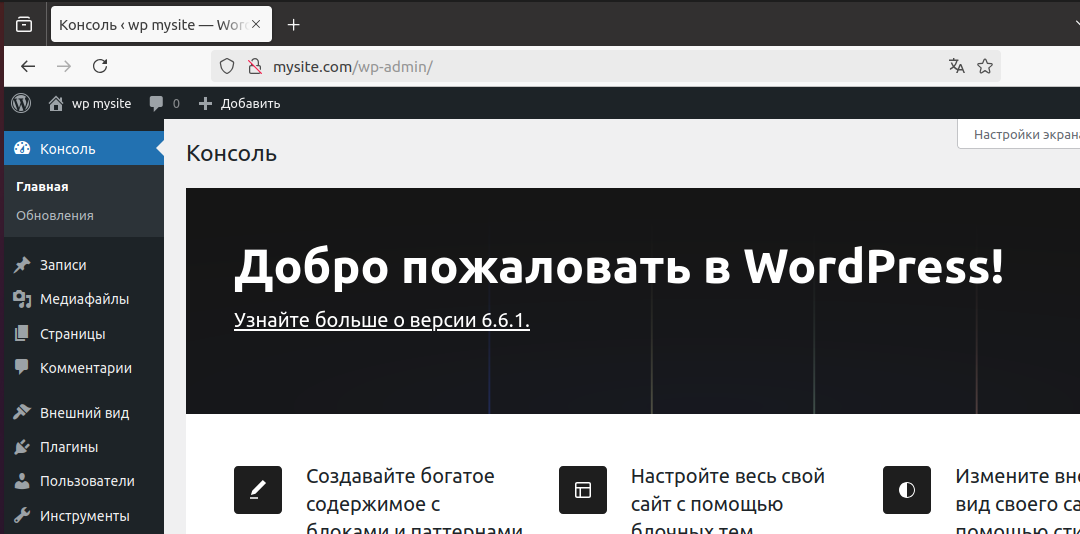 Консоль ‹ wp mysite — Wor
mysite.com/wp-admin/
wp mysite 0 Добавить
Настройки экрана
Консоль
Консоль
Главная
Обновления
Записи
Медиафайлы
Страницы
Комментарии
Внешний вид
Плагины
Пользователи
Инструменты
Добро пожаловать в WordPress!
Узнайте больше о версии 6.6.1.
Создавайте богатое
содержимое с
блоками и паттернами
Настройте весь свой
сайт с помощью
блочных тем
Измените вне
вид своего са
помощью сти